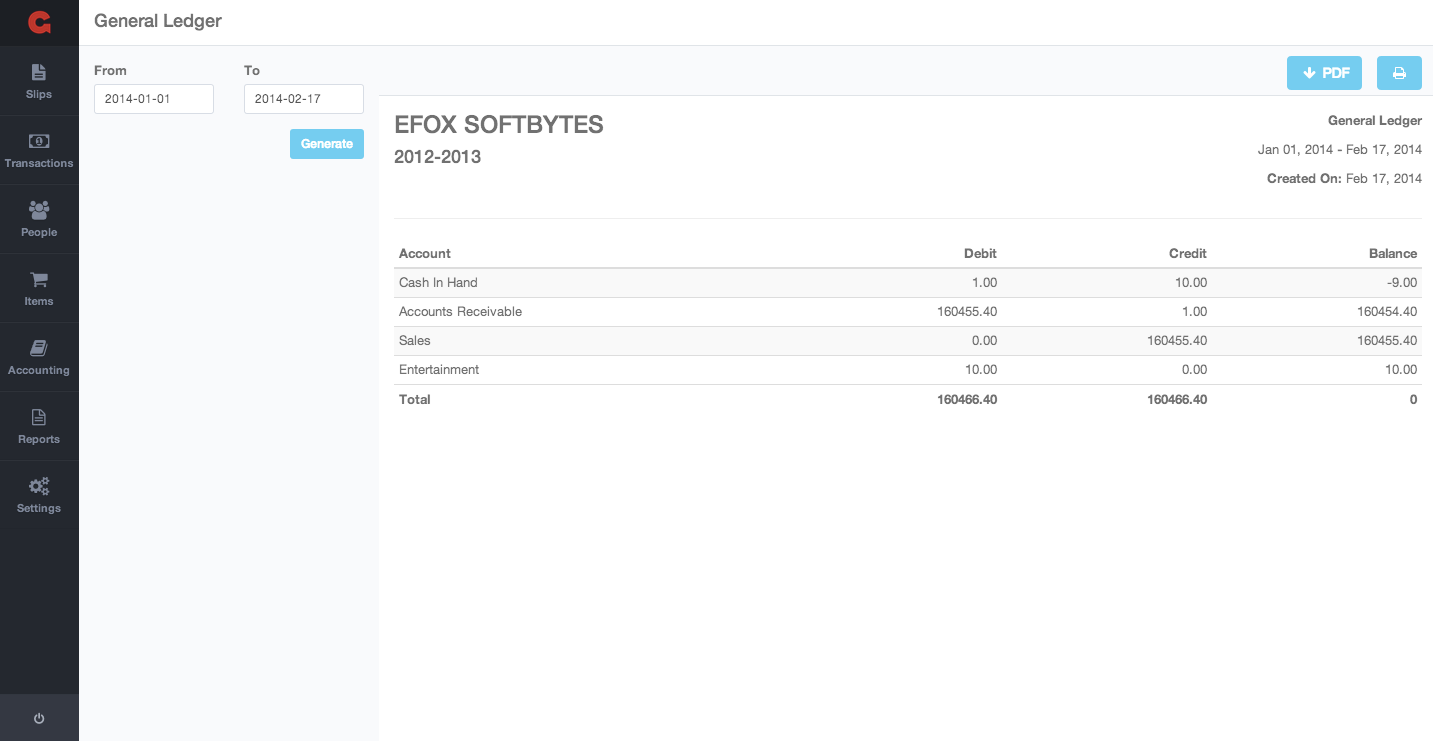 General Ledger
Slips
Transactions
People
Items
Accounting
Reports
Settings
From To
2014-01-01 2014-02-17
Generate
PDF
EFOX SOFTBYTES
2012-2013
General Ledger
Jan 01, 2014 - Feb 17, 2014
Created On: Feb 17, 2014
Account Debit Credit Balance
Cash In Hand 1.00 10.00 -9.00
Accounts Receivable 160455.40 1.00 160454.40
Sales 0.00 160455.40 160455.40
Entertainment 10.00 0.00 10.00
Total 160466.40 160466.40 0